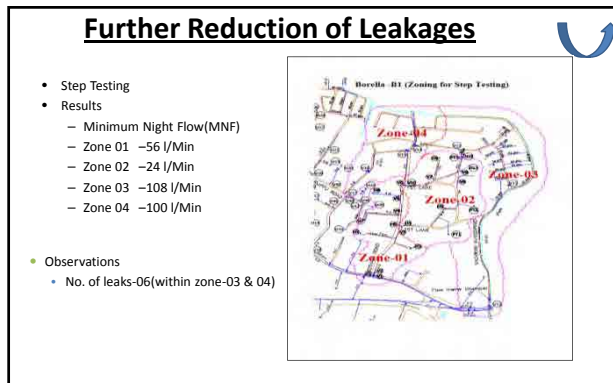 Further Reduction of Leakages
• Step Testing
• Results
– Minimum Night Flow(MNF)
– Zone 01 –56 l/Min
– Zone 02 –24 l/Min
– Zone 03 –108 l/Min
– Zone 04 –100 l/Min
• Observations
• No. of leaks-06(within zone-03 & 04)
Borella -B1 (Zoning for Step Testing)
Zone-04
Zone-03
Zone-02
Zone-01